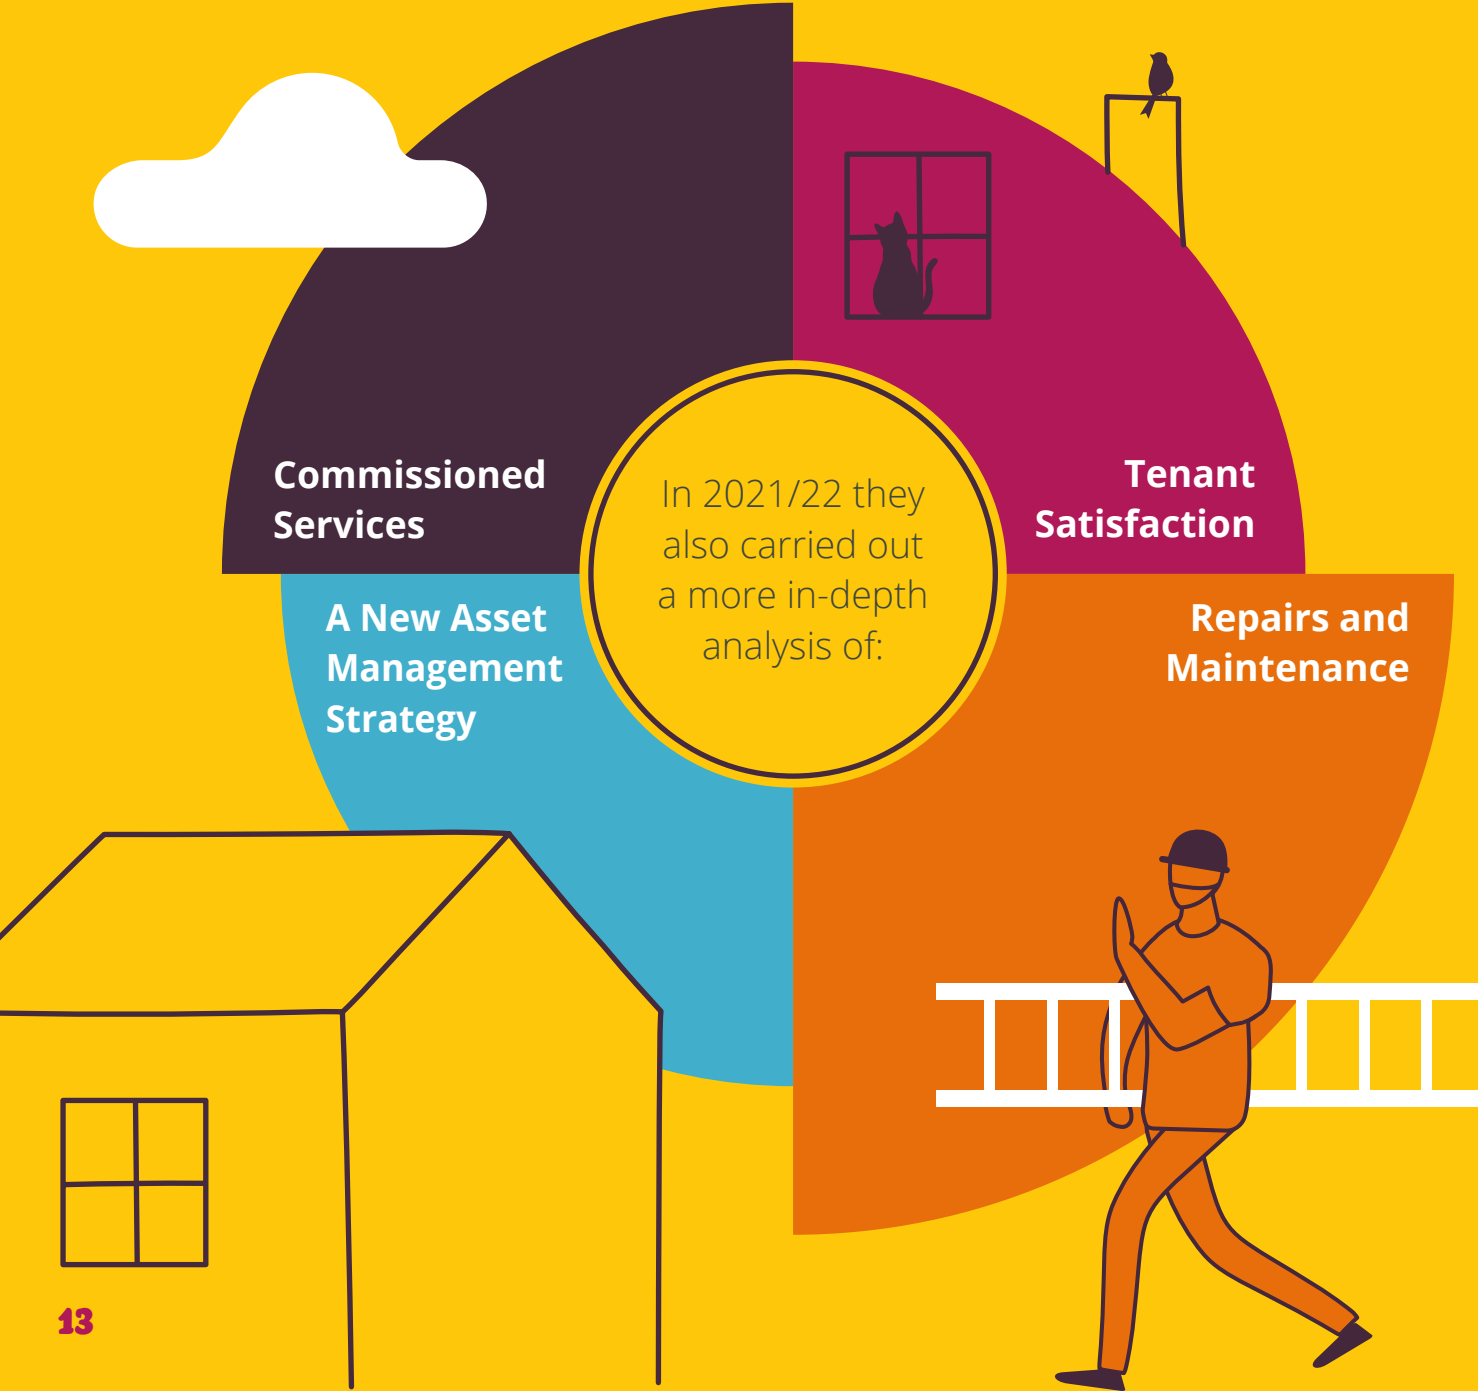 Commissioned
Services
Tenant
Satisfaction
In 2021/22 they
also carried out
a more in-depth
analysis of:
A New Asset
Management
Strategy
Repairs and
Maintenance
13